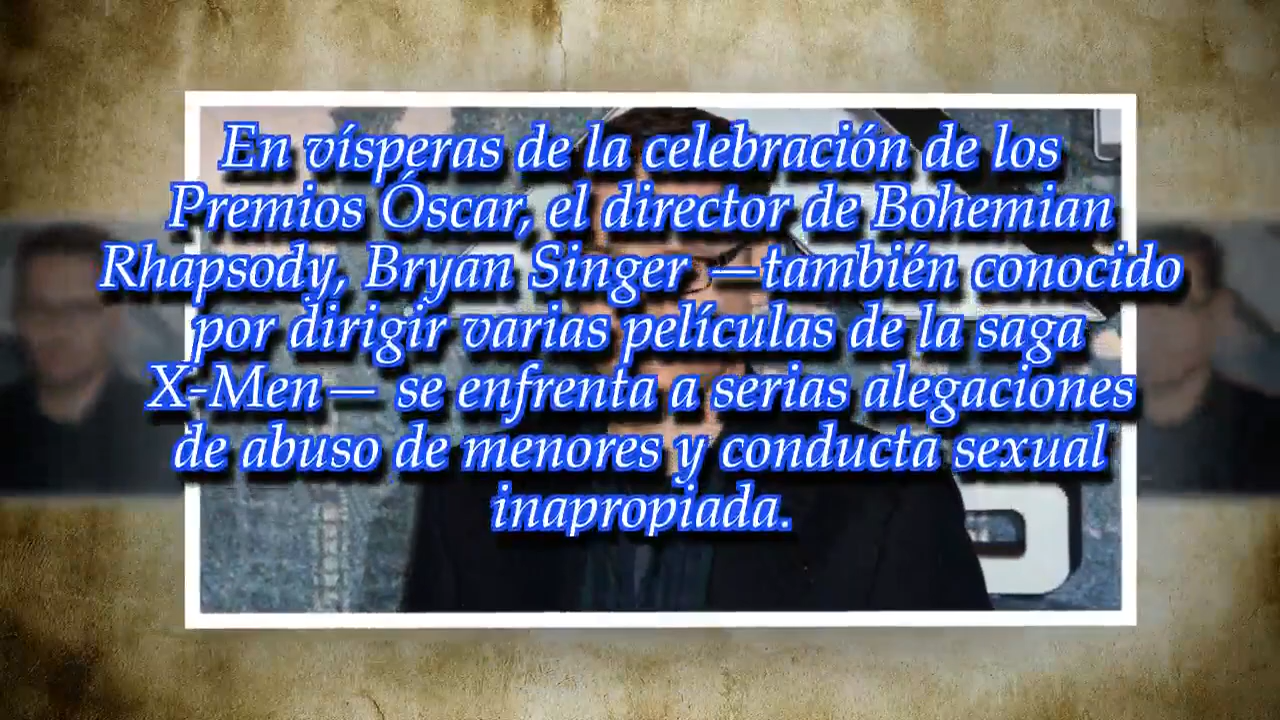 En vísperas de la celebración de los
Premios Óscar, el director de Bohemian
Rhapsody, Bryan Singer —también conocido
por dirigir varias películas de la saga
X-Men— se enfrenta a serias alegaciones
de abuso de menores y conducta sexual
inapropiada.